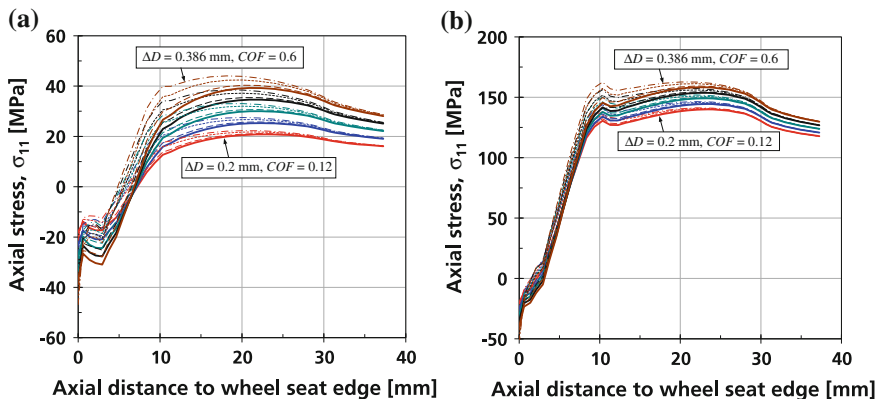 (a)
60
40
20
0
-20
-40
-60
Axial stress, σ11 [MPa]
ΔD = 0.386 mm, COF = 0.6
ΔD = 0.2 mm, COF = 0.12
0 10 20 30 40
Axial distance to wheel seat edge [mm]
(b)
200
150
100
50
0
-50
Axial stress, σ11 [MPa]
ΔD = 0.386 mm, COF = 0.6
ΔD = 0.2 mm, COF = 0.12
0 10 20 30 40
Axial distance to wheel seat edge [mm]